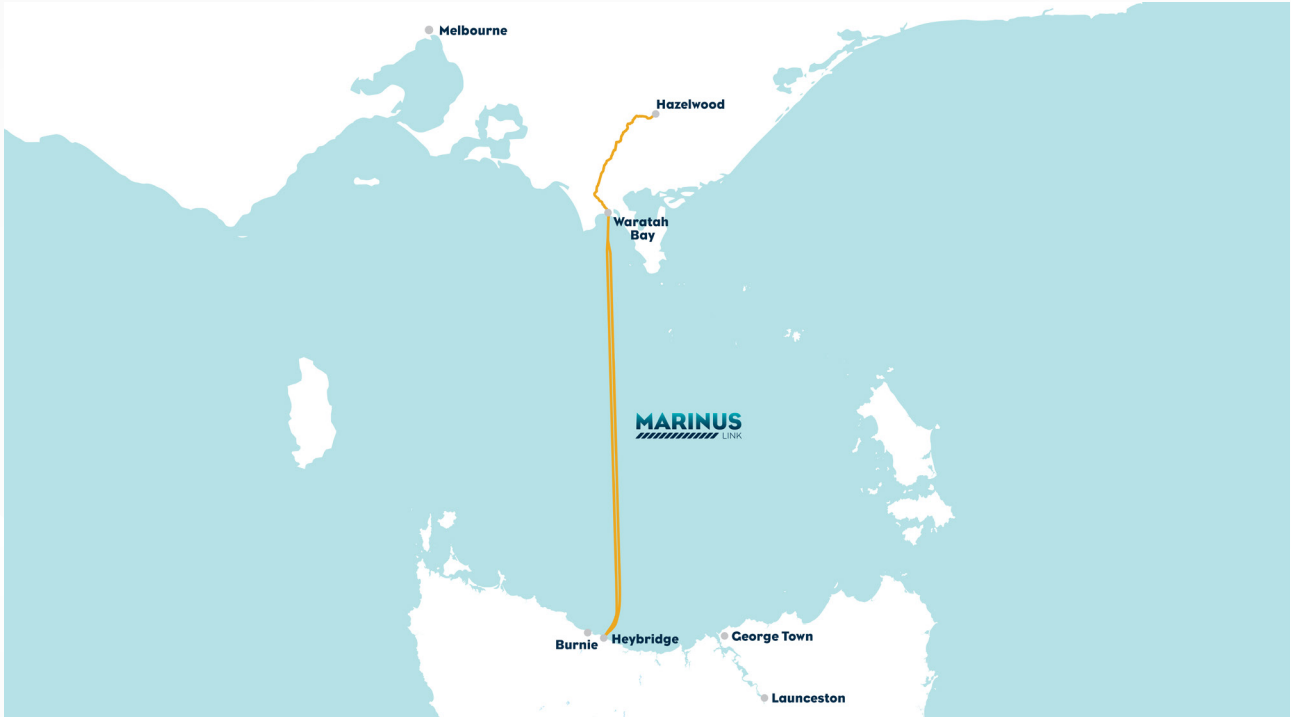 Melbourne
Hazelwood
Waratah
Bay
MARINUS
LINK
Burnie
Heybridge
George Town
Launceston